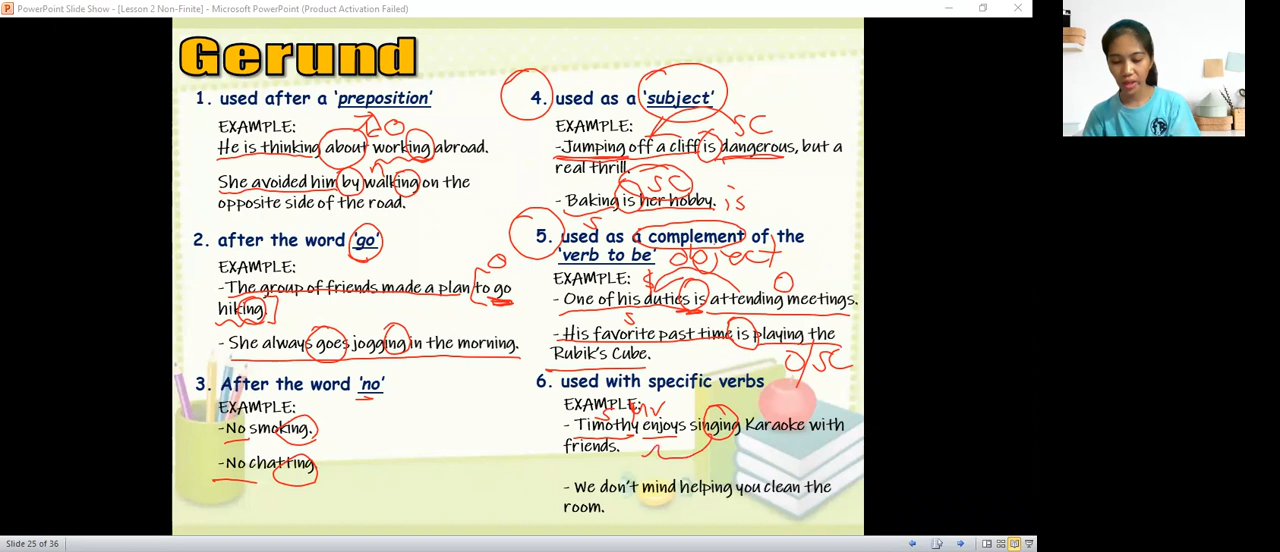 PowerPoint Slide Show - [Lesson 2 Non-Finite] - Microsoft PowerPoint (Product Activation Failed)
Gerund
1. used after a 'preposition'
EXAMPLE:
O
He is thinking about working abroad.
n
She avoided him by walking on the
opposite side of the road.
2. after the word 'go'
EXAMPLE:
O
-The group of friends made a plan to go
hiking
- She always goes jogging in the morning.
3. After the word 'no'
EXAMPLE:
-No smoking.
-No chatting
4. used as a 'subject'
EXAMPLE:
SC
-Jumping off a cliff is dangerous, but a
real thrill.
SC
- Baking is her hobby. is
S
5. used as a complement of the
'verb to be' object
EXAMPLE:
S
O
- One of his duties is attending meetings.
S
- His favorite past time is playing the
Rubik's Cube.
O/SC
6. used with specific verbs
EXAMPLE:
S MV
- Timothy enjoys singing Karaoke with
friends.
- We don't mind helping you clean the
room.
Slide 25 of 36